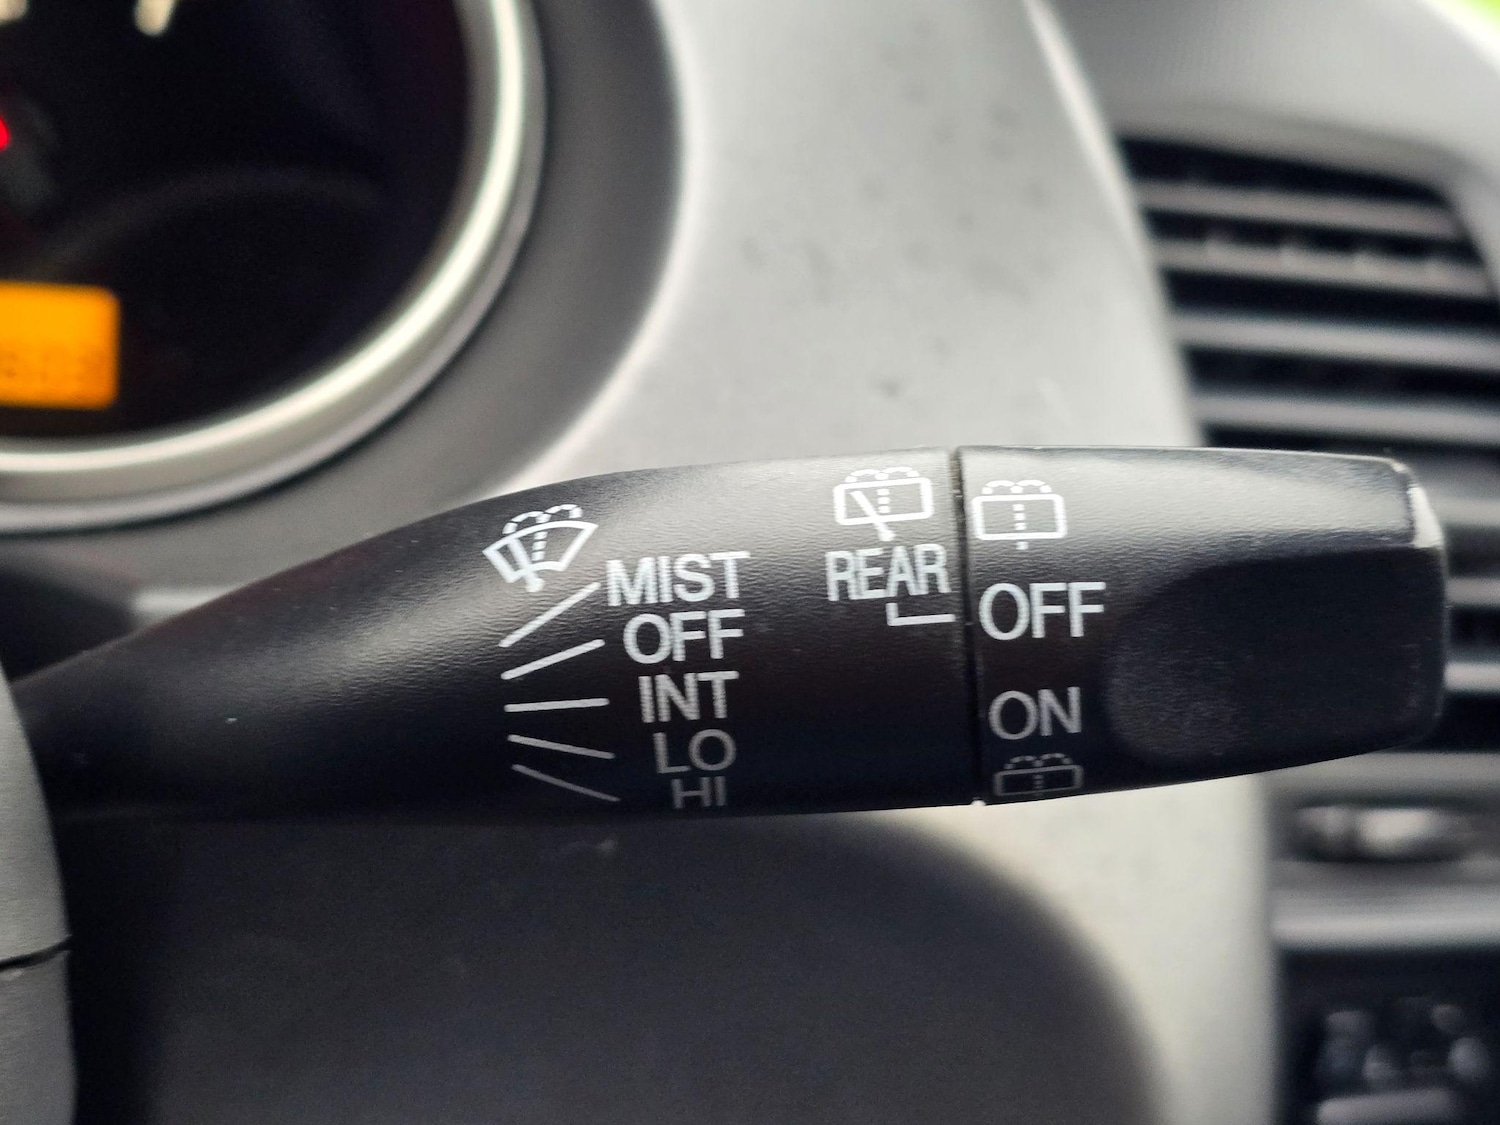 MIST
OFF
INT
LO
HI
REAR
OFF
ON